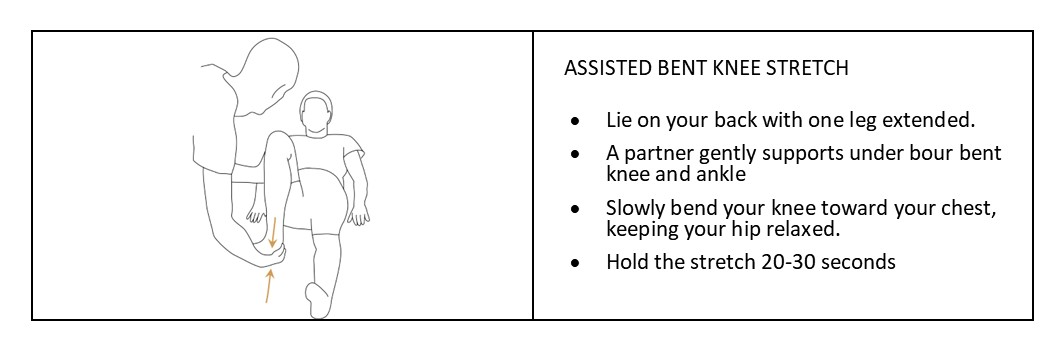 ASSISTED BENT KNEE STRETCH
• Lie on your back with one leg extended.
• A partner gently supports under bour bent
knee and ankle
• Slowly bend your knee toward your chest,
keeping your hip relaxed.
• Hold the stretch 20-30 seconds